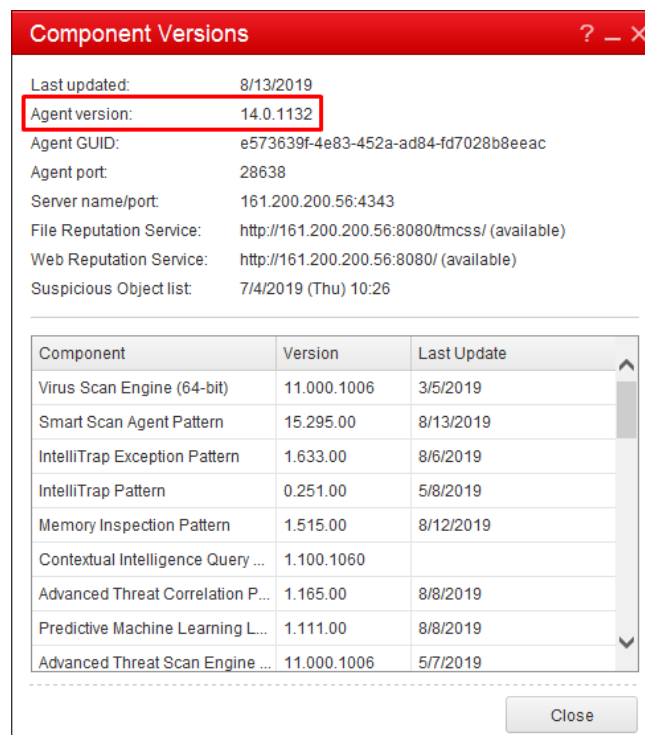 Component Versions ? _ ×
Last updated: 8/13/2019
Agent version: 14.0.1132
Agent GUID: e573639f-4e83-452a-ad84-fd7028b8eeac
Agent port: 28638
Server name/port: 161.200.200.56:4343
File Reputation Service: http://161.200.200.56:8080/tmcss/ (available)
Web Reputation Service: http://161.200.200.56:8080/ (available)
Suspicious Object list: 7/4/2019 (Thu) 10:26
Component Version Last Update
Virus Scan Engine (64-bit) 11.000.1006 3/5/2019
Smart Scan Agent Pattern 15.295.00 8/13/2019
IntelliTrap Exception Pattern 1.633.00 8/6/2019
IntelliTrap Pattern 0.251.00 5/8/2019
Memory Inspection Pattern 1.515.00 8/12/2019
Contextual Intelligence Query ... 1.100.1060
Advanced Threat Correlation P... 1.165.00 8/8/2019
Predictive Machine Learning L... 1.111.00 8/8/2019
Advanced Threat Scan Engine ... 11.000.1006 5/7/2019
Close